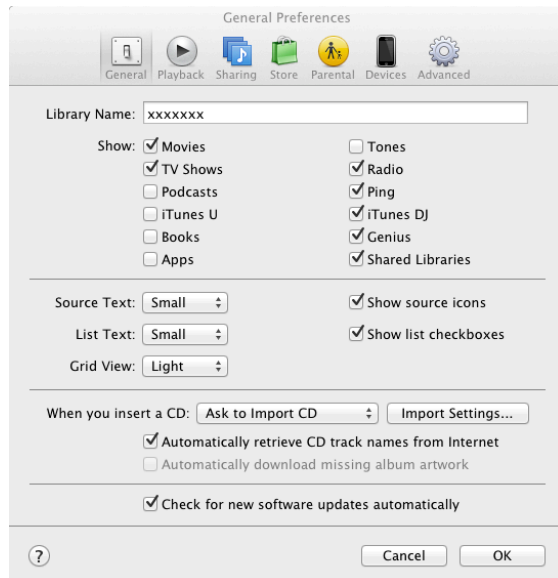 General Preferences
General Playback Sharing Store Parental Devices Advanced
Library Name: xxxxxxx
Show: Movies Tones
TV Shows Radio
Podcasts Ping
iTunes U iTunes DJ
Books Genius
Apps Shared Libraries
Source Text: Small Show source icons
List Text: Small Show list checkboxes
Grid View: Light
When you insert a CD: Ask to Import CD Import Settings...
Automatically retrieve CD track names from Internet
Automatically download missing album artwork
Check for new software updates automatically
? Cancel OK